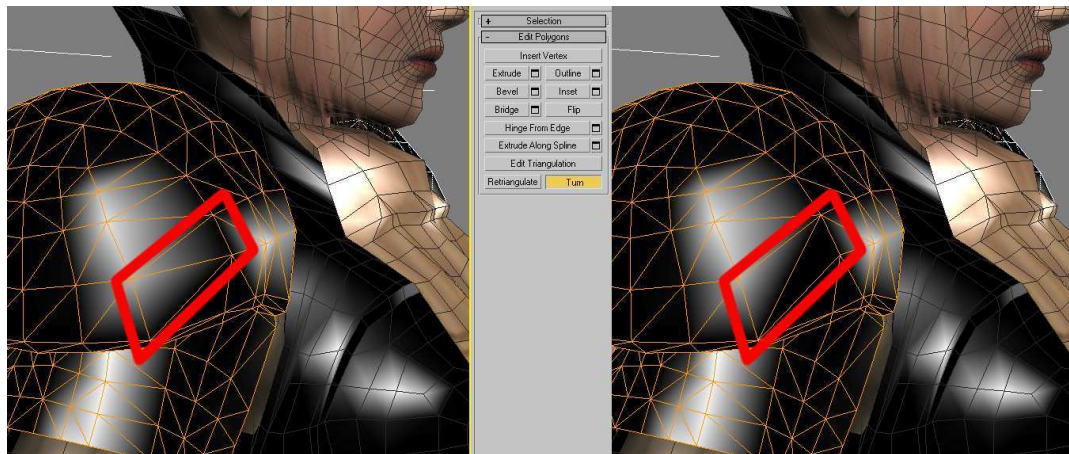 + Selection
- Edit Polygons
Insert Vertex
Extrude Outline
Bevel Inset
Bridge Flip
Hinge From Edge
Extrude Along Spline
Edit Triangulation
Retriangulate Turn